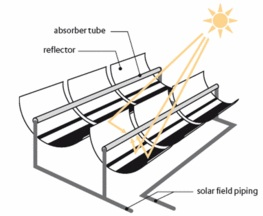 absorber tube
reflector
solar field piping